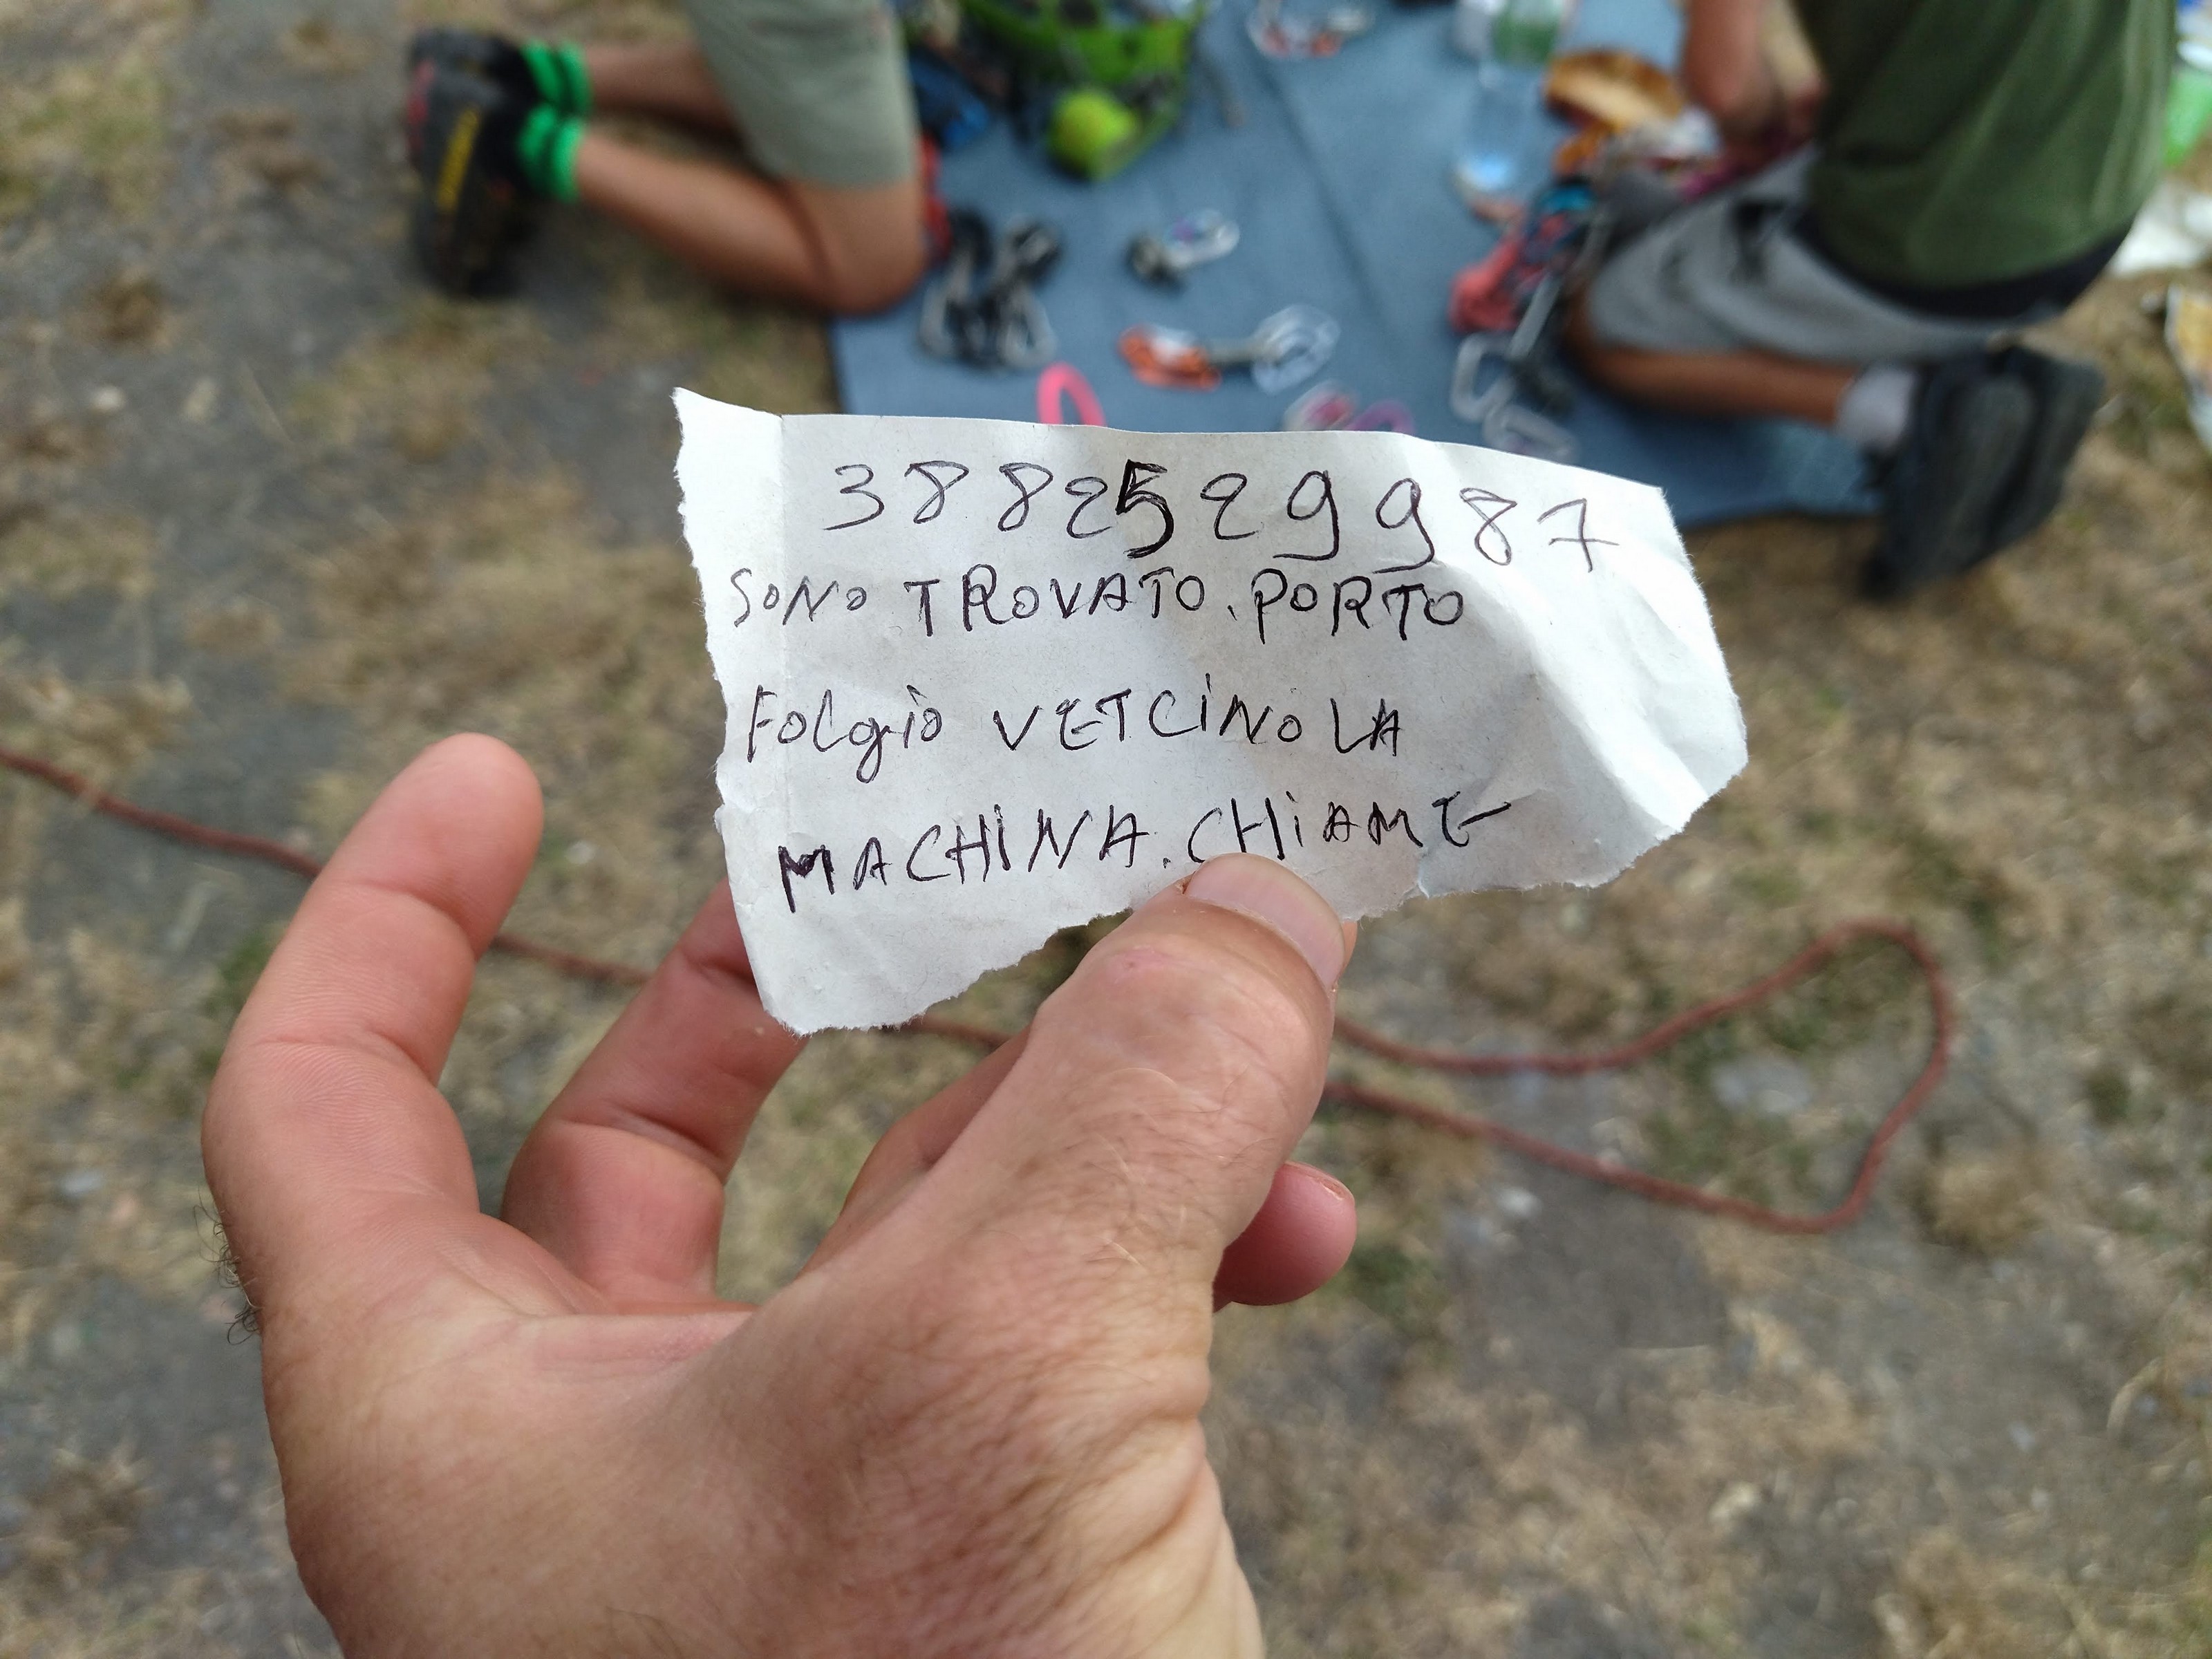 3882529987
SONO TROVATO. PORTO
FOLGIO VETCINO LA
MACHINA. CHIAME